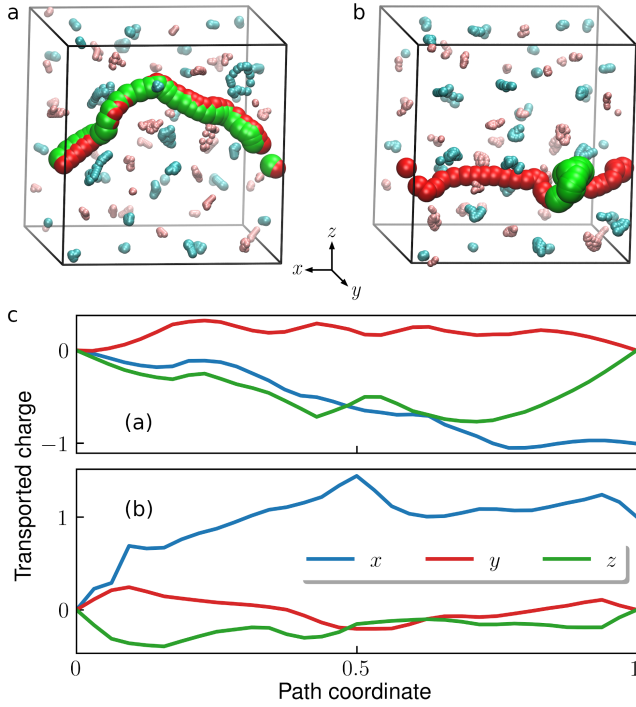 a
b
z
x
y
c
0
−1
(a)
Transported charge
1
0
(b)
x y z
0 0.5 1
Path coordinate